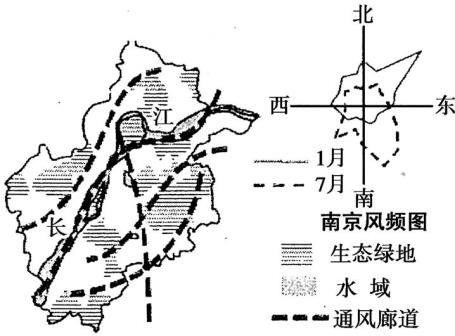 北
西
东
南
1月
7月
南京风频图
生态绿地
水域
通风廊道
江
长